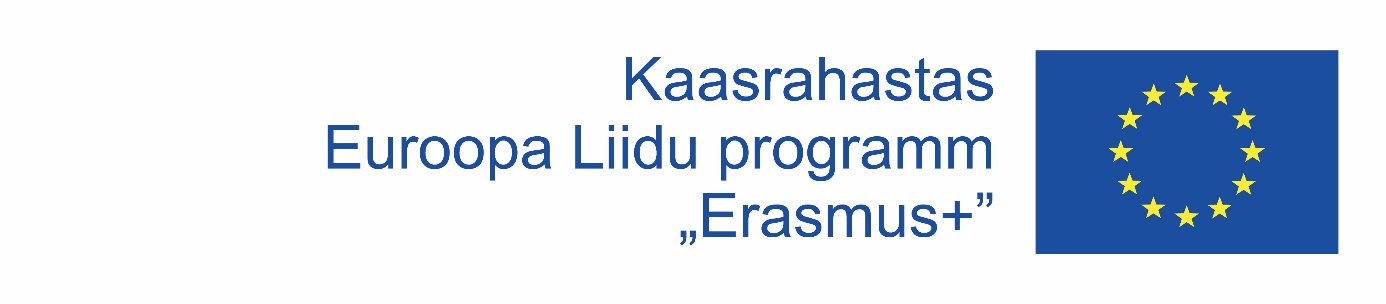 Kaasrahastas
Euroopa Liidu programm
„Erasmus+”